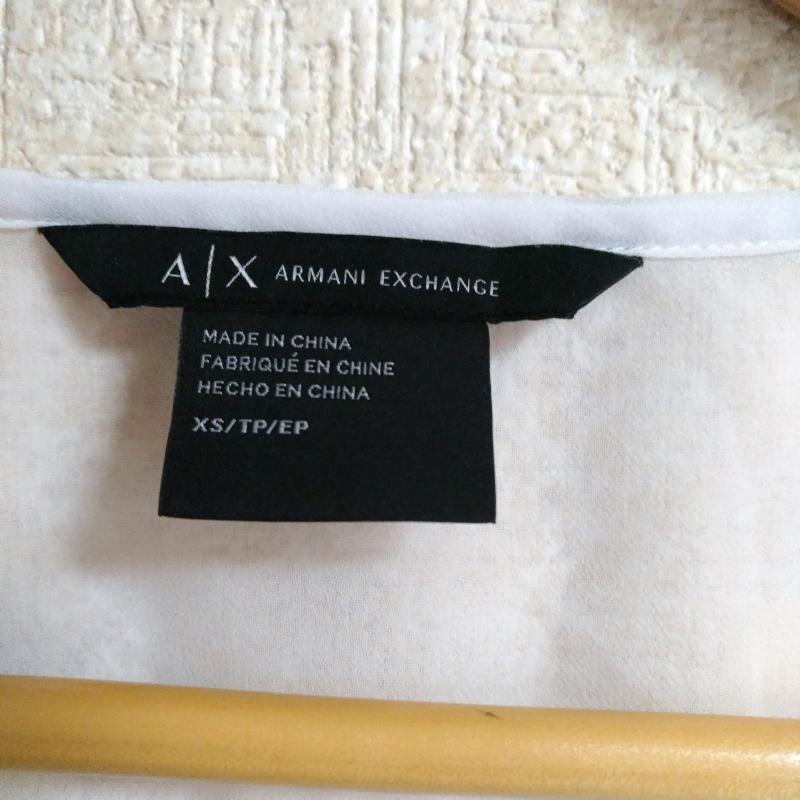 A|X ARMANI EXCHANGE
MADE IN CHINA
FABRIQUÉ EN CHINE
HECHO EN CHINA
XS/TP/EP